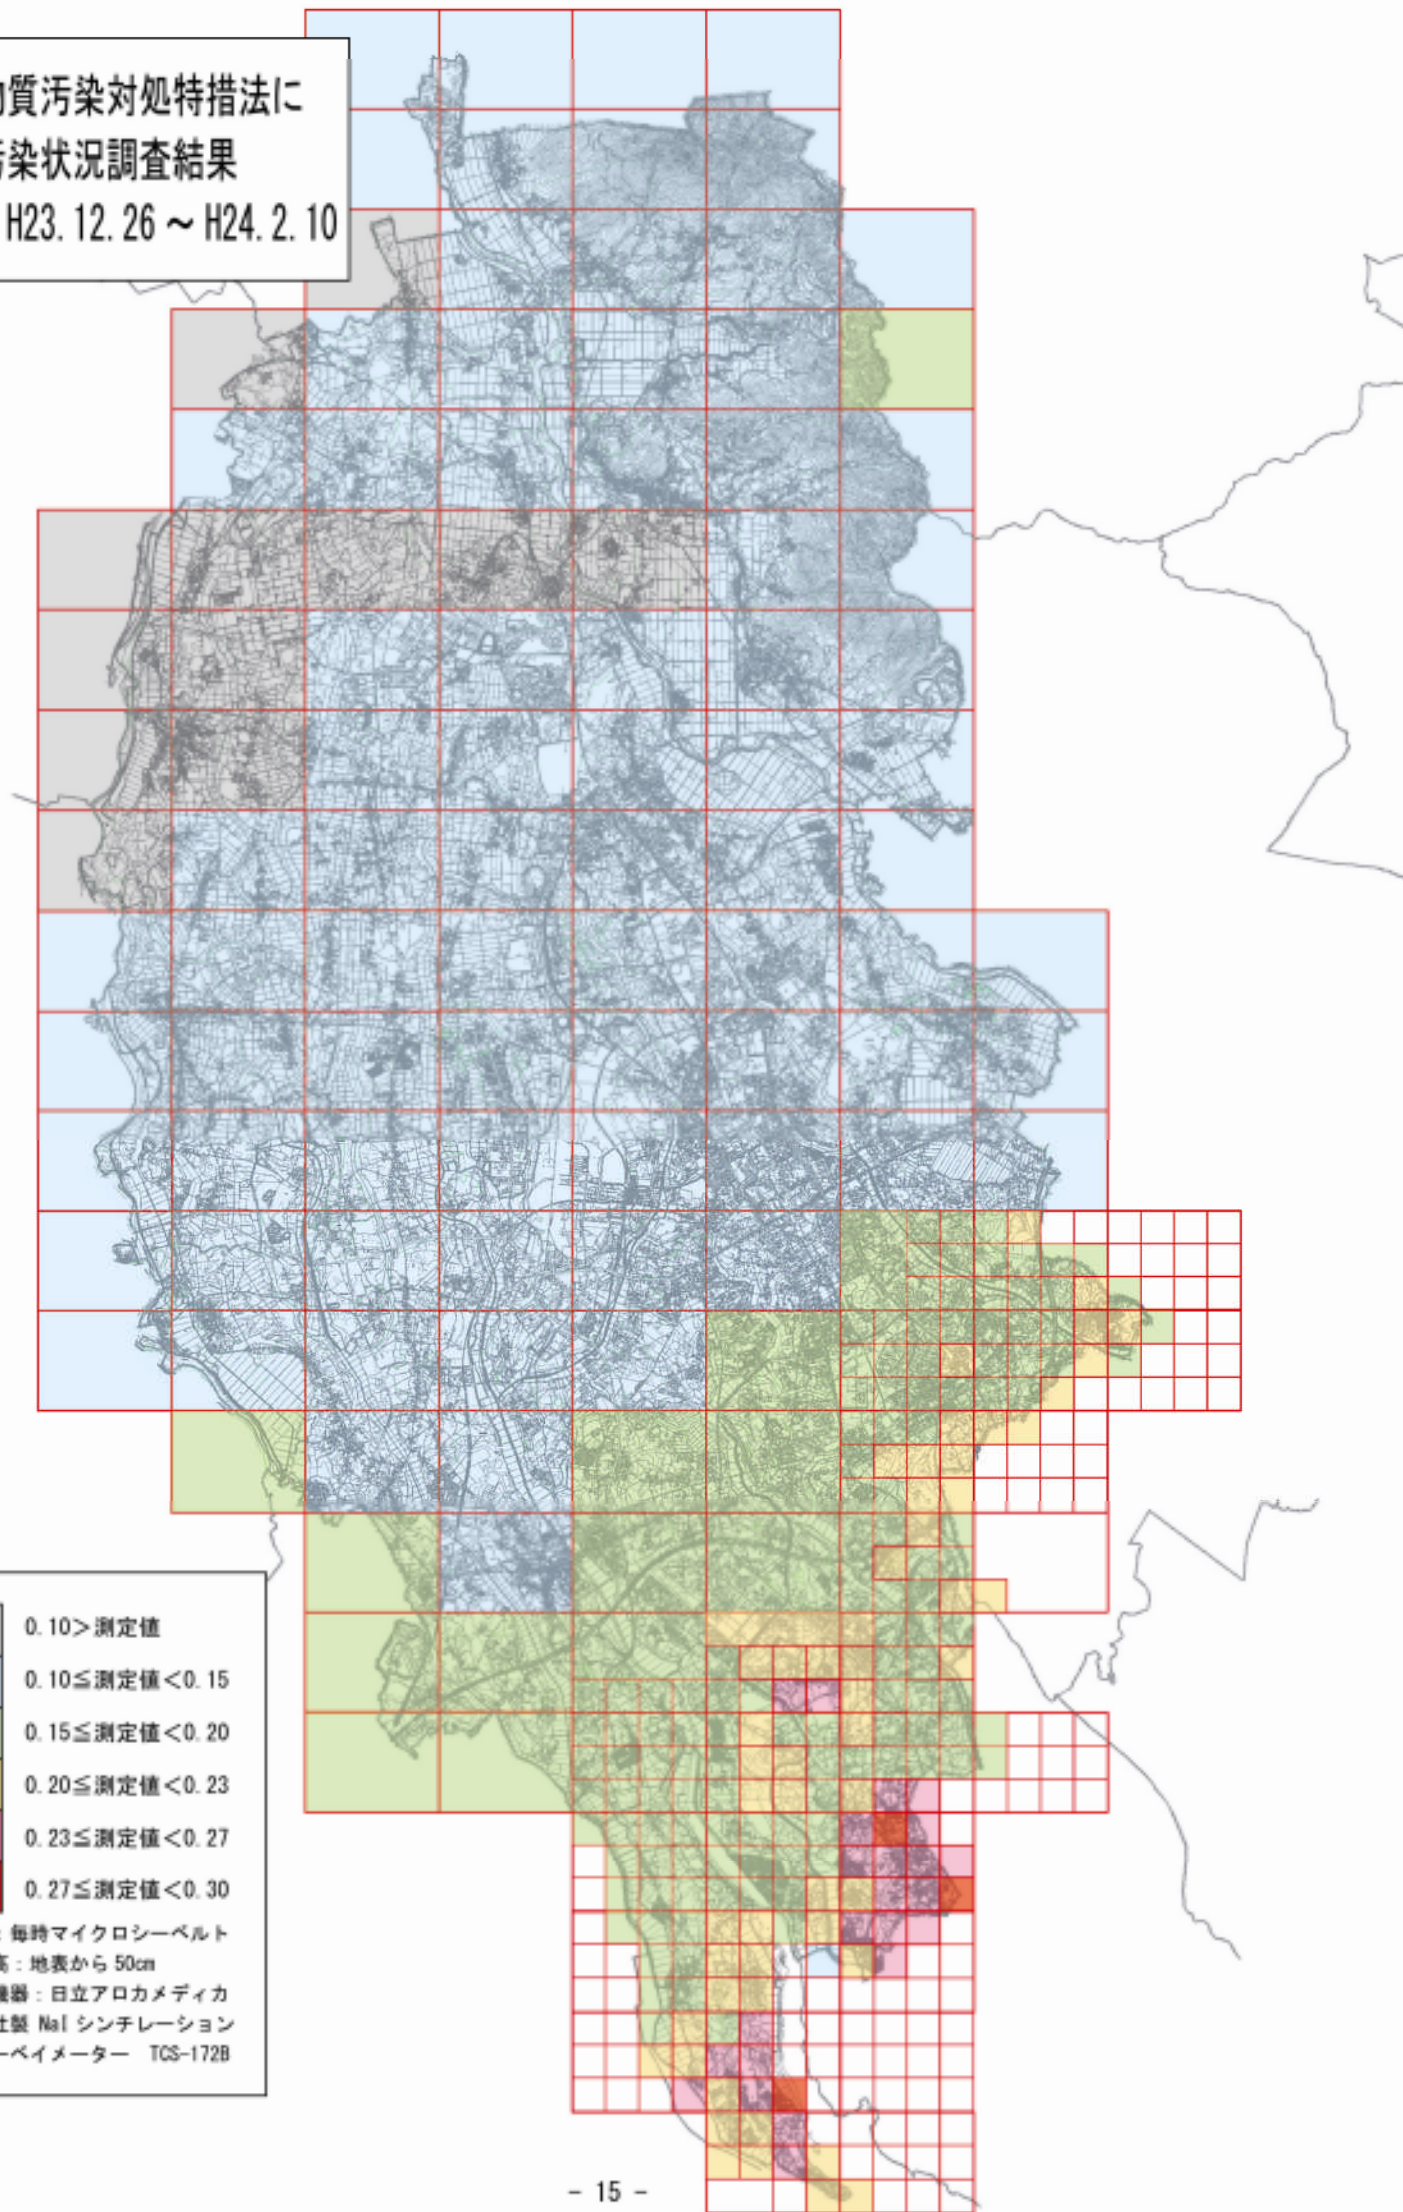 質汚染対処特措法に
染状況調査結果
H23.12.26～H24.2.10
0.10＞測定値
0.10≦測定値＜0.15
0.15≦測定値＜0.20
0.20≦測定値＜0.23
0.23≦測定値＜0.27
0.27≦測定値＜0.30
：毎時マイクロシーベルト
高：地表から50cm
機器：日立アロカメディカ
社製 NaI シンチレーション
ーベイメーター TCS-172B
- 15 -